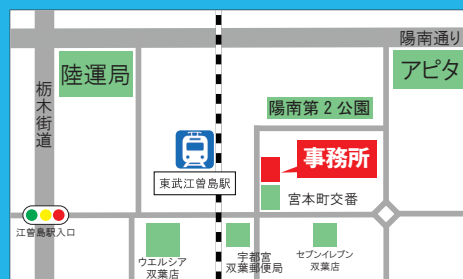 陽南通り
陸運局
アピタ
栃木街道
陽南第2公園
事務所
東武江曽島駅
宮本町交番
江曽島駅入口
ウエルシア
双葉店
宇都宮
双葉郵便局
セブンイレブン
双葉店